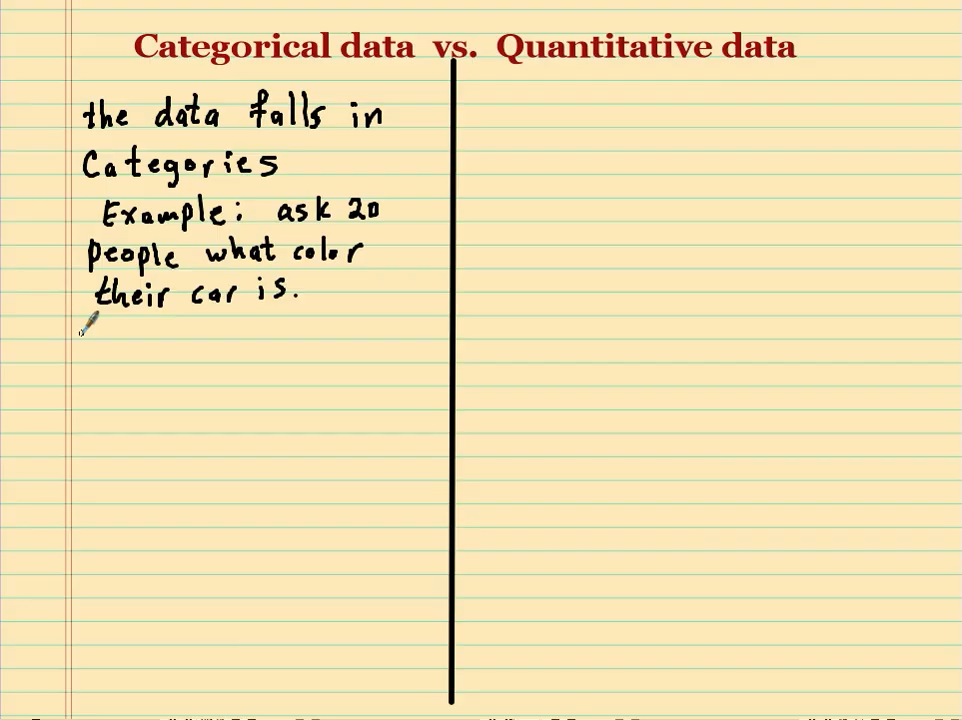 Categorical data vs. Quantitative data
the data falls in
Categories
Example: ask 20
people what color
their car is.